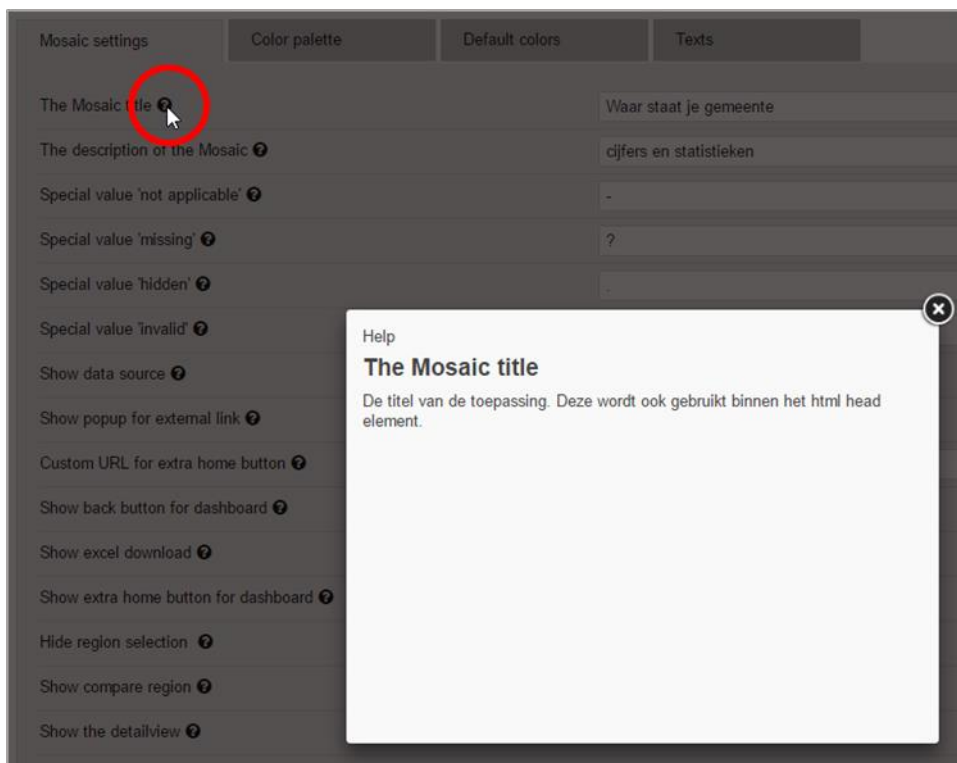 Mosaic settings
Color palette
Default colors
Texts
The Mosaic title
Waar staat je gemeente
The description of the Mosaic
cijfers en statistieken
Special value 'not applicable'
-
Special value 'missing'
?
Special value 'hidden'
.
Special value 'invalid'
Show data source
Show popup for external link
Custom URL for extra home button
Show back button for dashboard
Show excel download
Show extra home button for dashboard
Hide region selection
Show compare region
Show the detailview
Help
The Mosaic title
De titel van de toepassing. Deze wordt ook gebruikt binnen het html head
element.